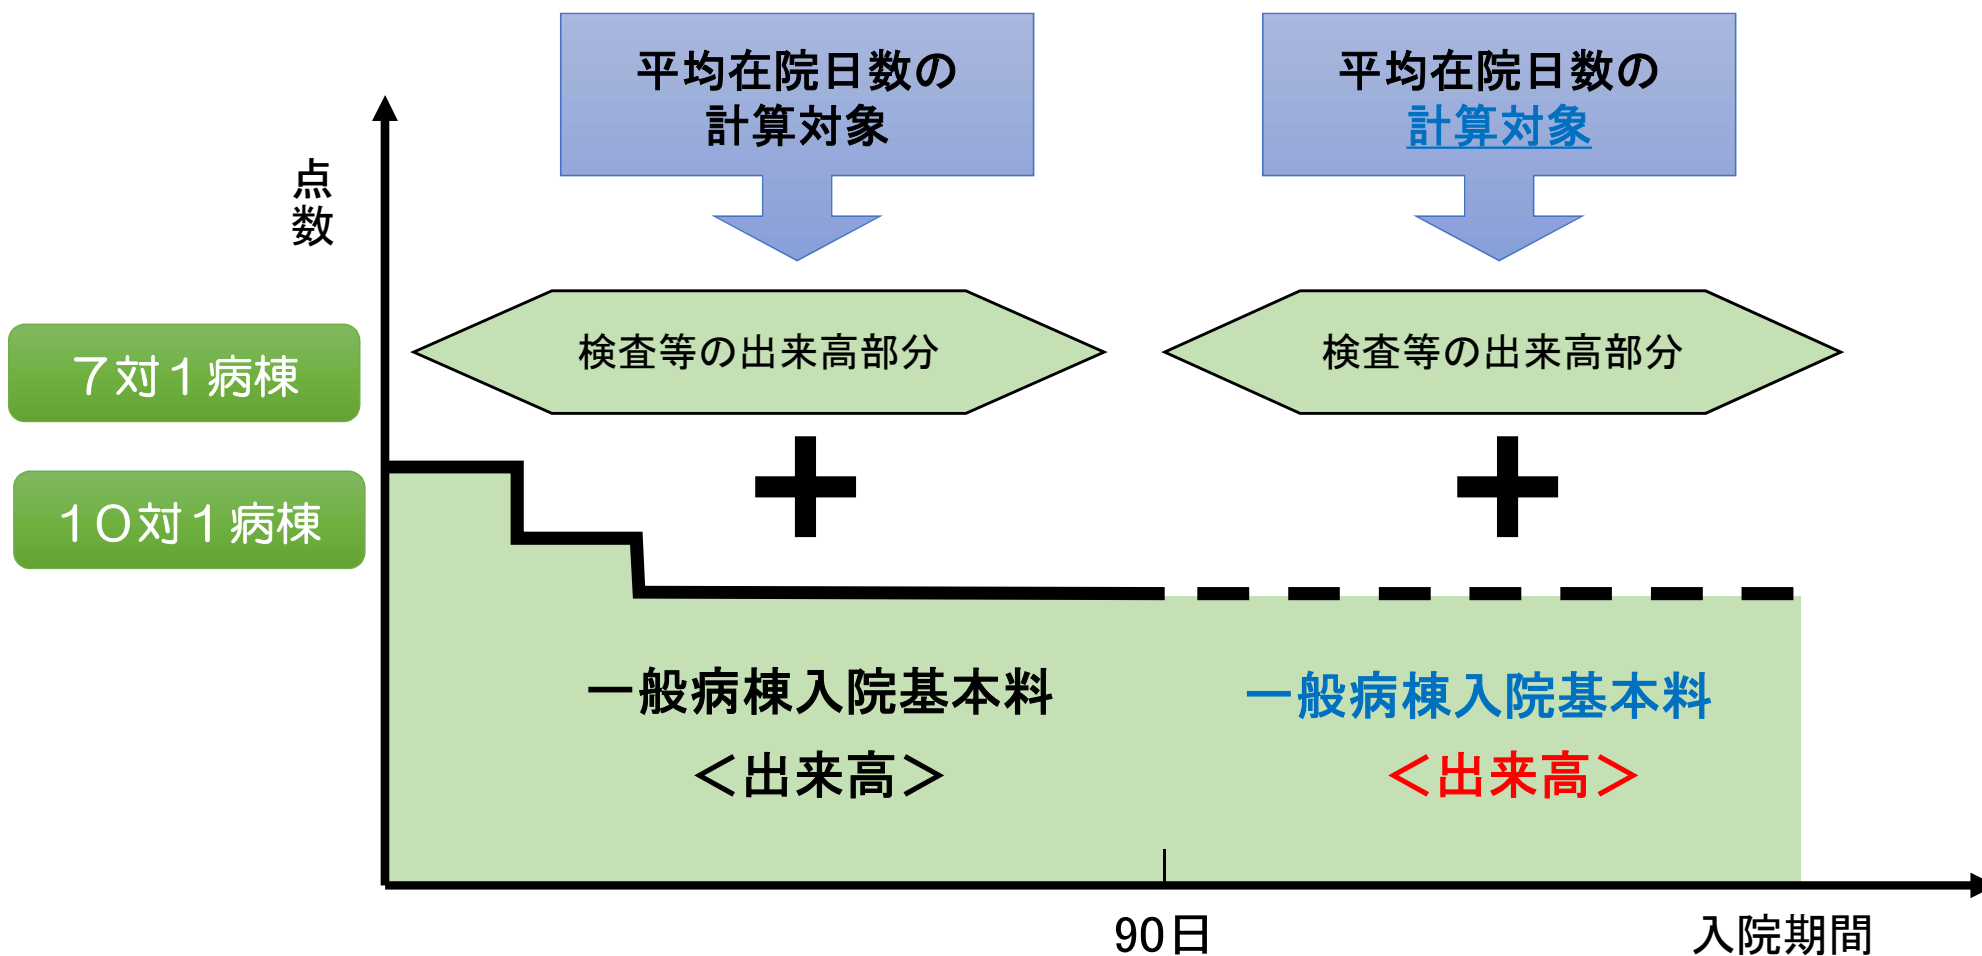 平均在院日数の
計算対象
平均在院日数の
計算対象
点数
検査等の出来高部分
検査等の出来高部分
７対１病棟
１０対１病棟
一般病棟入院基本料
＜出来高＞
一般病棟入院基本料
＜出来高＞
90日
入院期間